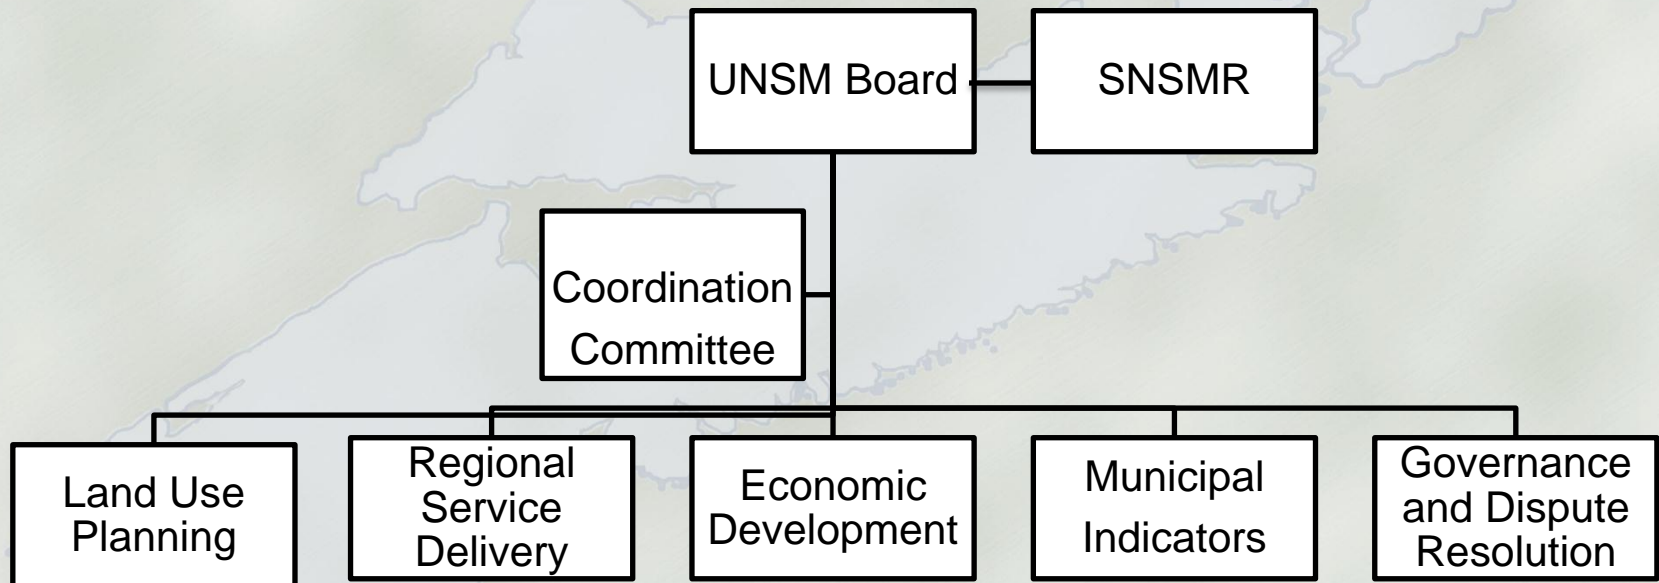 UNSM Board
SNSMR
Coordination
Committee
Land Use
Planning
Regional
Service
Delivery
Economic
Development
Municipal
Indicators
Governance
and Dispute
Resolution